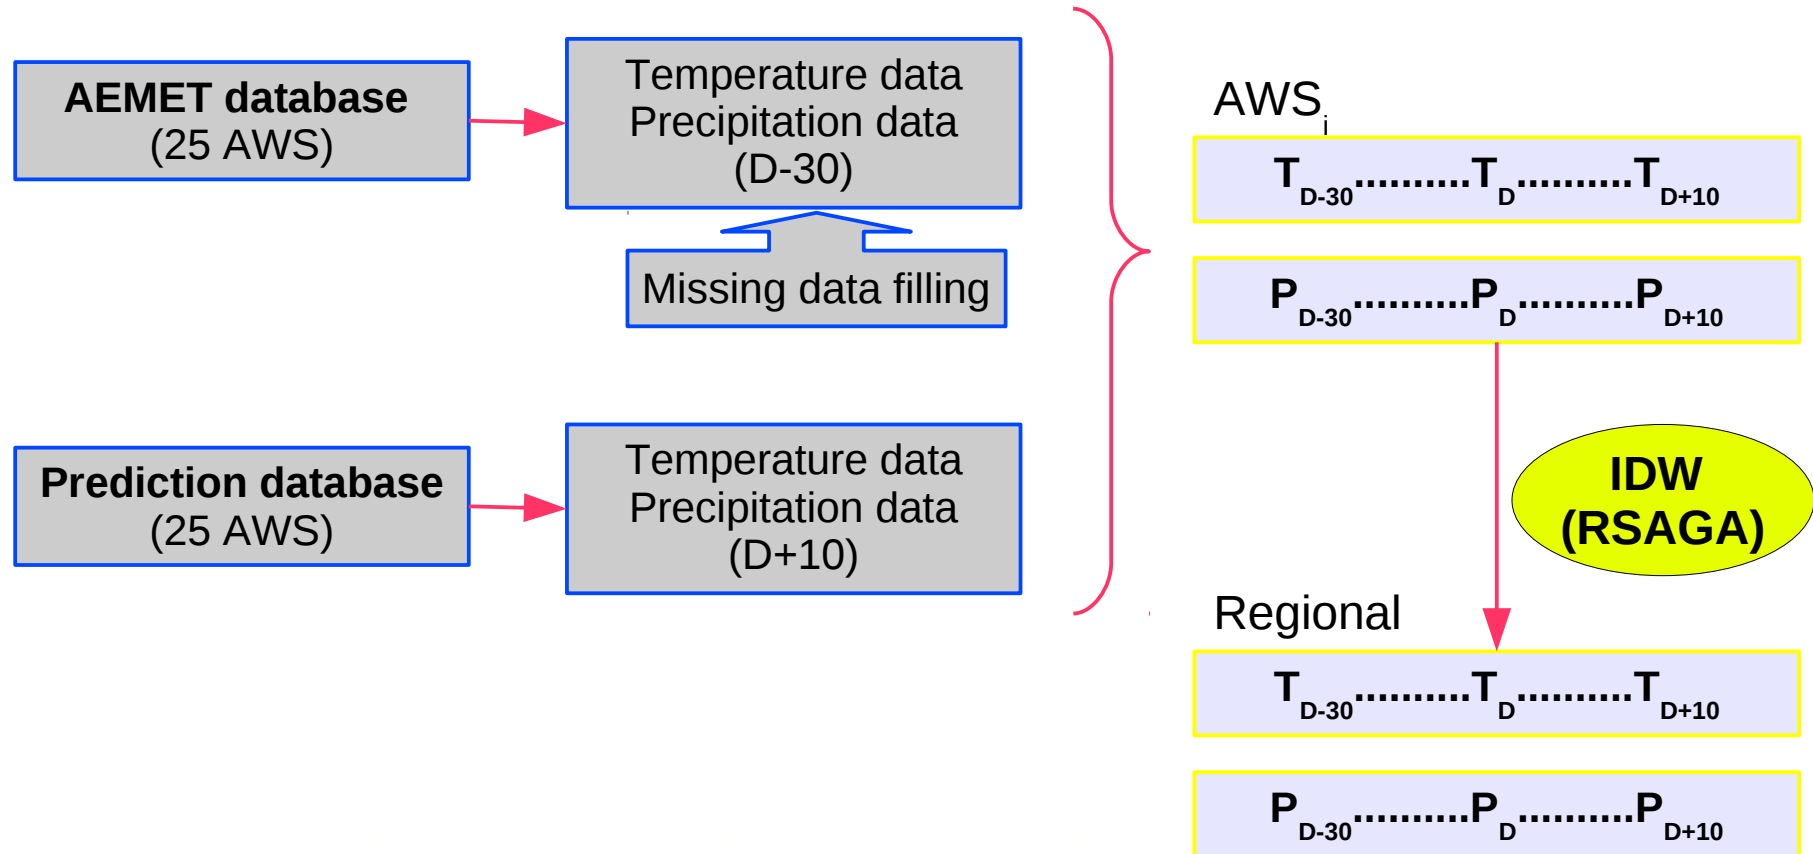 AEMET database
(25 AWS)
Temperature data
Precipitation data
(D-30)
Missing data filling
Prediction database
(25 AWS)
Temperature data
Precipitation data
(D+10)
AWSi
TD-30..........TD..........TD+10
PD-30..........PD..........PD+10
IDW
(RSAGA)
Regional
TD-30..........TD..........TD+10
PD-30..........PD..........PD+10